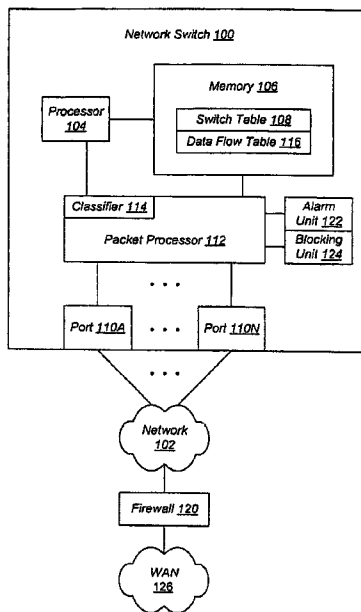 Network Switch 100
Memory 106
Processor
104
Switch Table 108
Data Flow Table 116
Classifier 114
Packet Processor 112
Alarm
Unit 122
Blocking
Unit 124
• • •
Port 110A
• • •
Port 110N
• • •
Network
102
Firewall 120
WAN
126